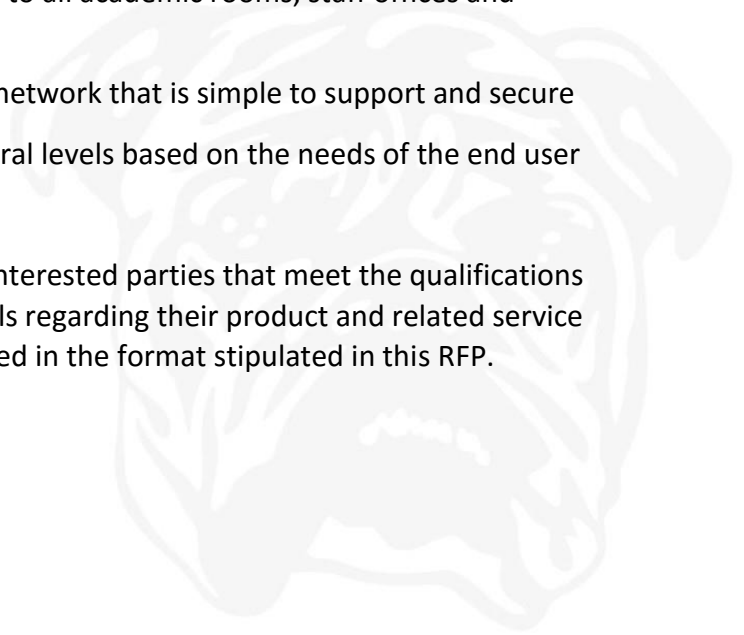 to all academic rooms, staff offices and
network that is simple to support and secure
ral levels based on the needs of the end user
nterested parties that meet the qualifications
ls regarding their product and related service
ed in the format stipulated in this RFP.